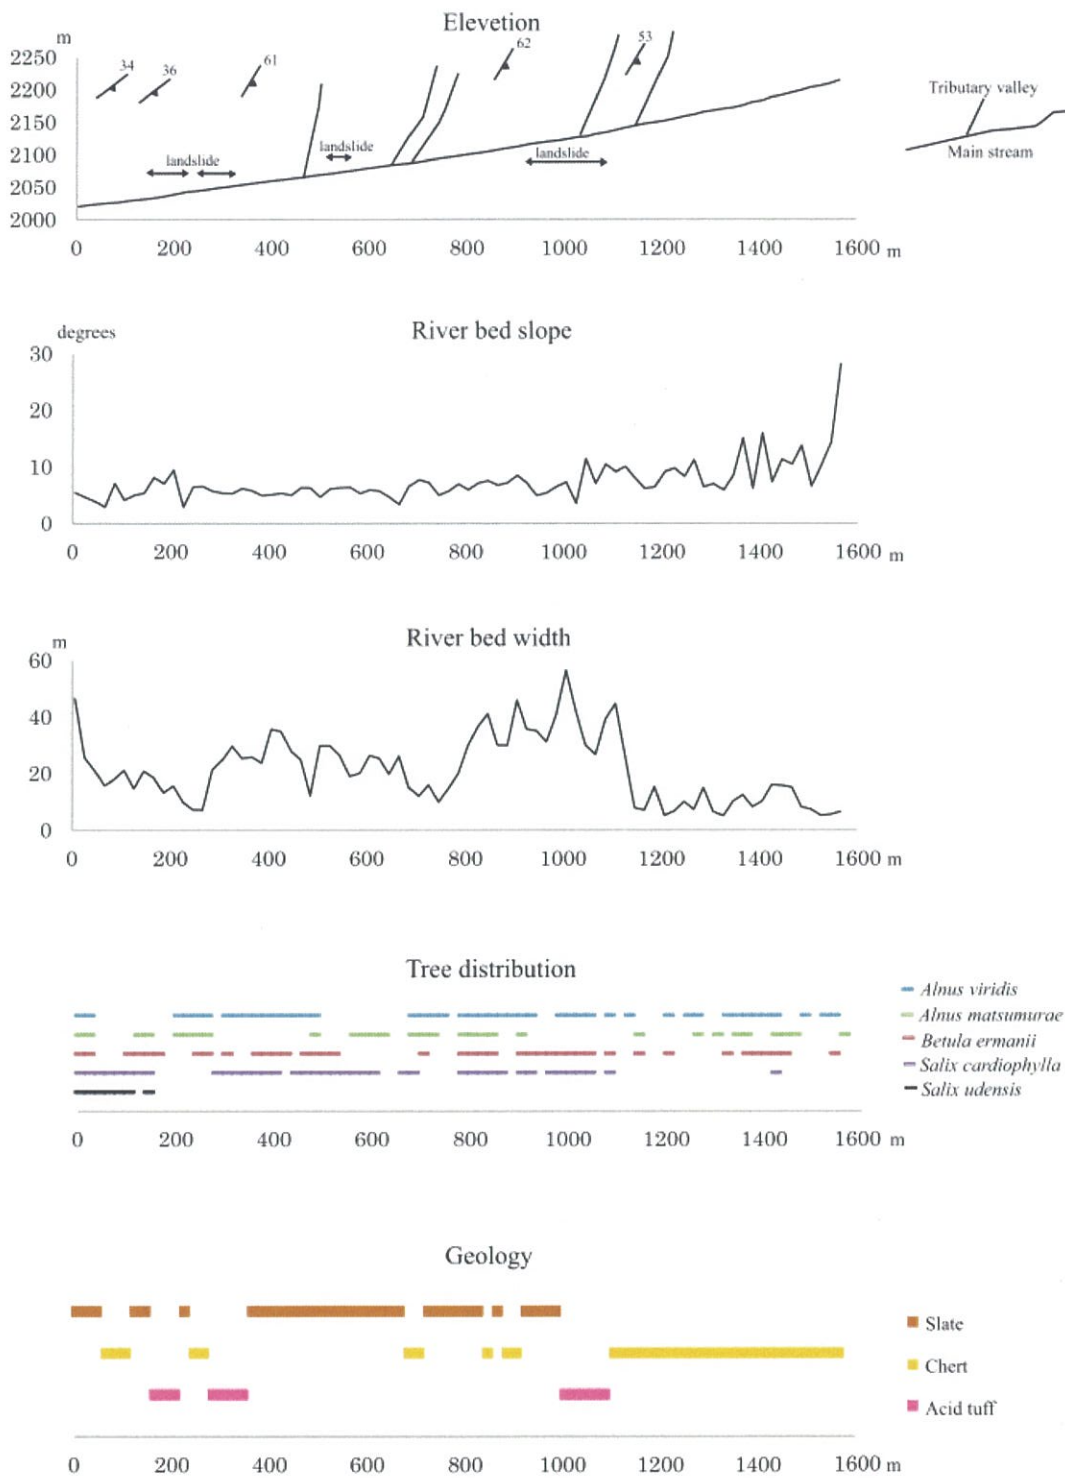 Elevetion
m
2250
2200
2150
2100
2050
2000
34
36
61
62
53
landslide
landslide
landslide
Tributary valley
Main stream
0 200 400 600 800 1000 1200 1400 1600 m
River bed slope
degrees
30
20
10
0
0 200 400 600 800 1000 1200 1400 1600 m
River bed width
m
60
40
20
0
0 200 400 600 800 1000 1200 1400 1600 m
Tree distribution
Alnus viridis
Alnus matsumurae
Betula ermanii
Salix cardiophylla
Salix udensis
0 200 400 600 800 1000 1200 1400 1600 m
Geology
Slate
Chert
Acid tuff
0 200 400 600 800 1000 1200 1400 1600 m